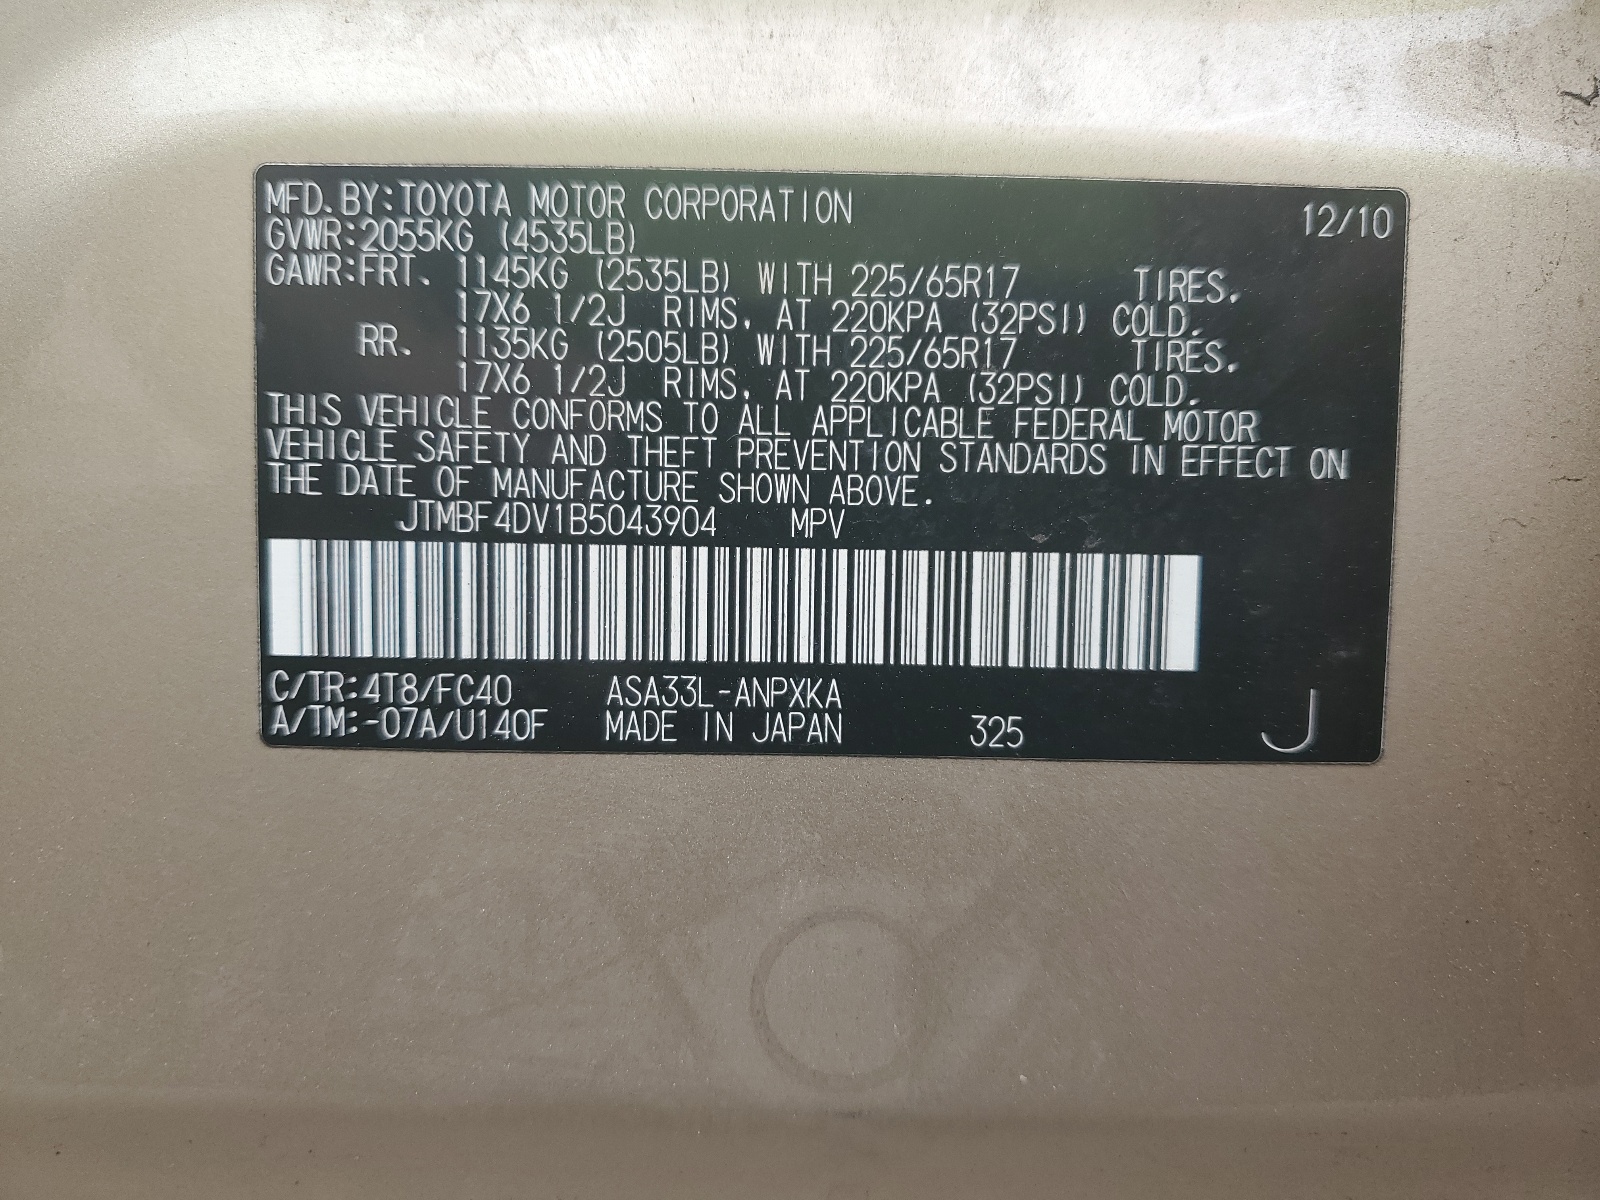 MFD.BY:TOYOTA MOTOR CORPORATION 12/10
GVWR:2055KG (4535LB)
GAWR:FRT. 1145KG (2535LB) WITH 225/65R17 TIRES,
17X6 1/2J RIMS, AT 220KPA (32PSI) COLD.
RR. 1135KG (2505LB) WITH 225/65R17 TIRES,
17X6 1/2J RIMS, AT 220KPA (32PSI) COLD.
THIS VEHICLE CONFORMS TO ALL APPLICABLE FEDERAL MOTOR
VEHICLE SAFETY AND THEFT PREVENTION STANDARDS IN EFFECT ON
THE DATE OF MANUFACTURE SHOWN ABOVE.
JTMBF4DV1B5043904 MPV
C/TR:4T8/FC40 ASA33L-ANPXKA
A/TM:-07A/U140F MADE IN JAPAN 325 J